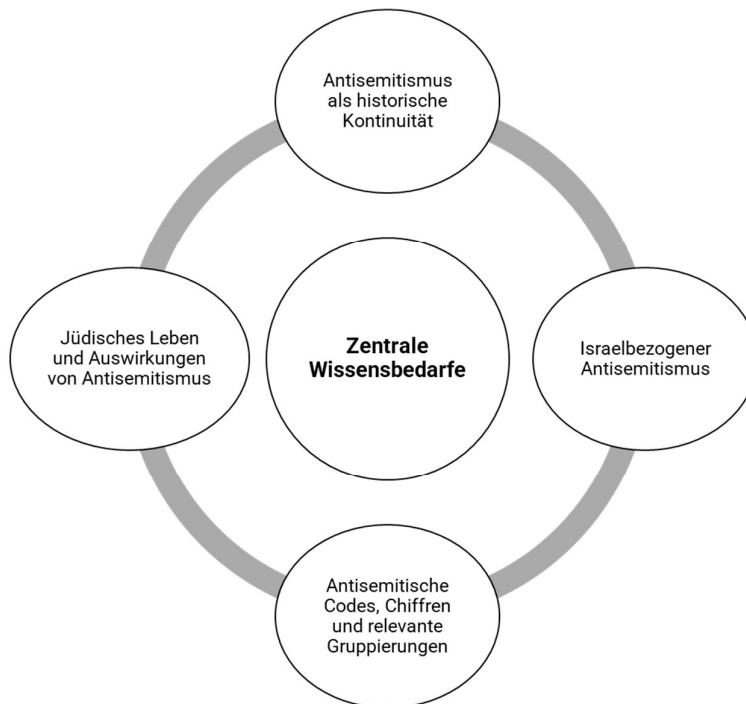 Antisemitismus
als historische
Kontinuität
Jüdisches Leben
und Auswirkungen
von Antisemitismus
Zentrale
Wissensbedarfe
Israelbezogener
Antisemitismus
Antisemitische
Codes, Chiffren
und relevante
Gruppierungen